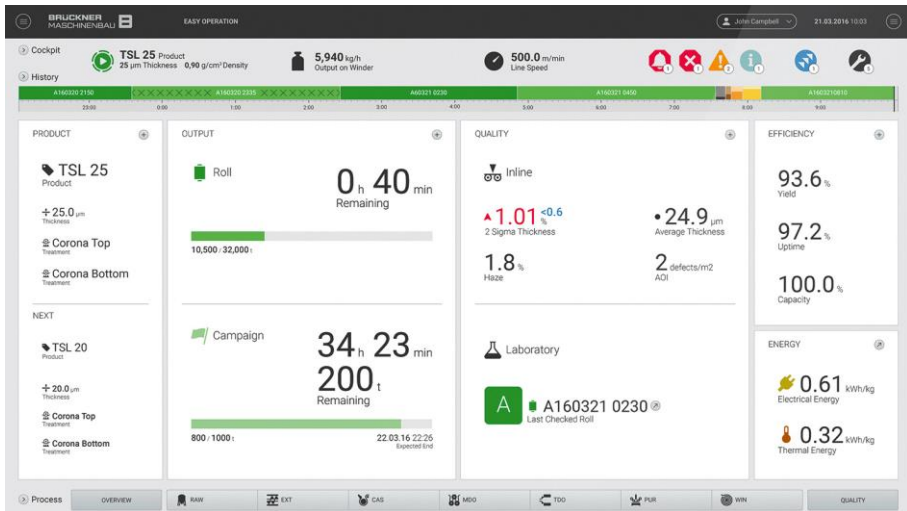 BRÜCKNER
MASCHINENBAU
EASY OPERATION
John Campbell
21.03.2016 10:03
Cockpit
History
TSL 25 Product
25 µm Thickness 0,90 g/cm³ Density
5,940 kg/h
Output on Winder
500.0 m/min
Line Speed
A160320 2150
A160320 2335
A60321 0230
A160321 0450
A1603210810
23:00 0:00 1:00 2:00 3:00 4:00 5:00 6:00 7:00 8:00 9:00
PRODUCT
TSL 25
Product
25.0 µm
Thickness
Corona Top
Treatment
Corona Bottom
Treatment
NEXT
TSL 20
Product
20.0 µm
Thickness
Corona Top
Treatment
Corona Bottom
Treatment
OUTPUT
Roll
0 h 40 min
Remaining
10,500 / 32,000 t
Campaign
34 h 23 min
200 t
Remaining
800 / 1000 t
22.03.16 22:26
Expected End
QUALITY
Inline
1.01 % <0.6
2 Sigma Thickness
24.9 µm
Average Thickness
1.8 %
Haze
2 defects/m2
AOI
Laboratory
A
A160321 0230
Last Checked Roll
EFFICIENCY
93.6 %
Yield
97.2 %
Uptime
100.0 %
Capacity
ENERGY
0.61 kWh/kg
Electrical Energy
0.32 kWh/kg
Thermal Energy
Process
OVERVIEW
RAW
EXT
CAS
MDO
TDO
PUR
WIN
QUALITY